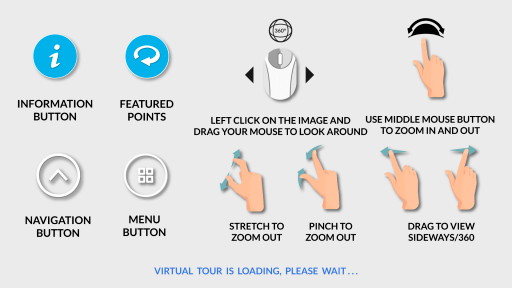 360°
INFORMATION
BUTTON
FEATURED
POINTS
LEFT CLICK ON THE IMAGE AND
DRAG YOUR MOUSE TO LOOK AROUND
USE MIDDLE MOUSE BUTTON
TO ZOOM IN AND OUT
NAVIGATION
BUTTON
MENU
BUTTON
STRETCH TO
ZOOM OUT
PINCH TO
ZOOM OUT
DRAG TO VIEW
SIDEWAYS/360
VIRTUAL TOUR IS LOADING, PLEASE WAIT...